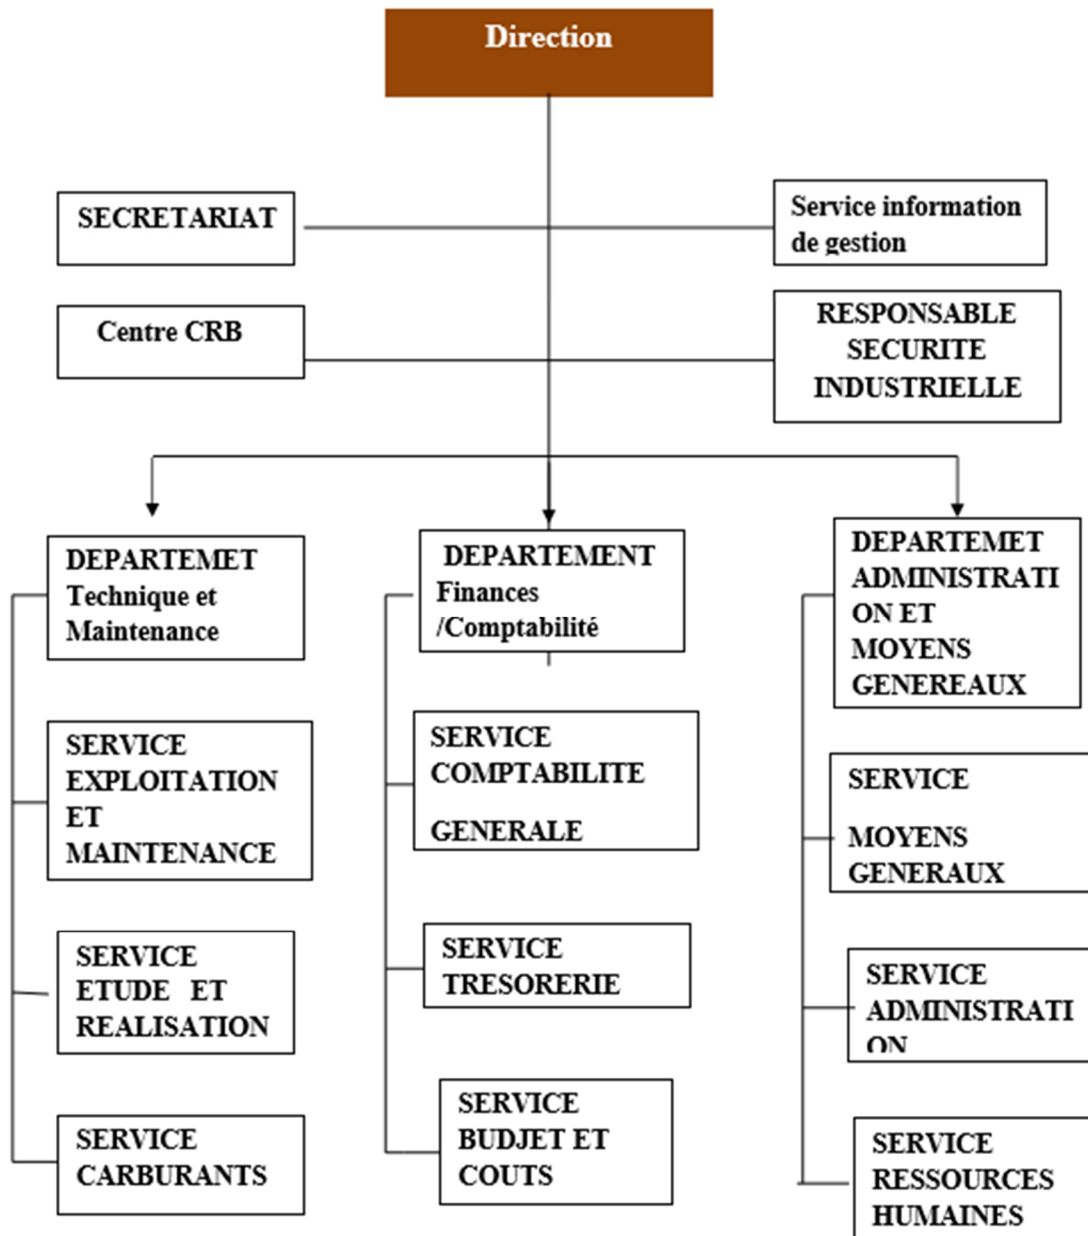 Direction
SECRETARIAT
Service information
de gestion
Centre CRB
RESPONSABLE
SECURITE
INDUSTRIELLE
DEPARTEMET
Technique et
Maintenance
DEPARTEMENT
Finances
/Comptabilité
DEPARTEMET
ADMINISTRATI
ON ET
MOYENS
GENEREAUX
SERVICE
EXPLOITATION
ET
MAINTENANCE
SERVICE
COMPTABILITE
GENERALE
SERVICE
MOYENS
GENERAUX
SERVICE
ETUDE ET
REALISATION
SERVICE
TRESORERIE
SERVICE
ADMINISTRATI
ON
SERVICE
CARBURANTS
SERVICE
BUDJET ET
COUTS
SERVICE
RESSOURCES
HUMAINES